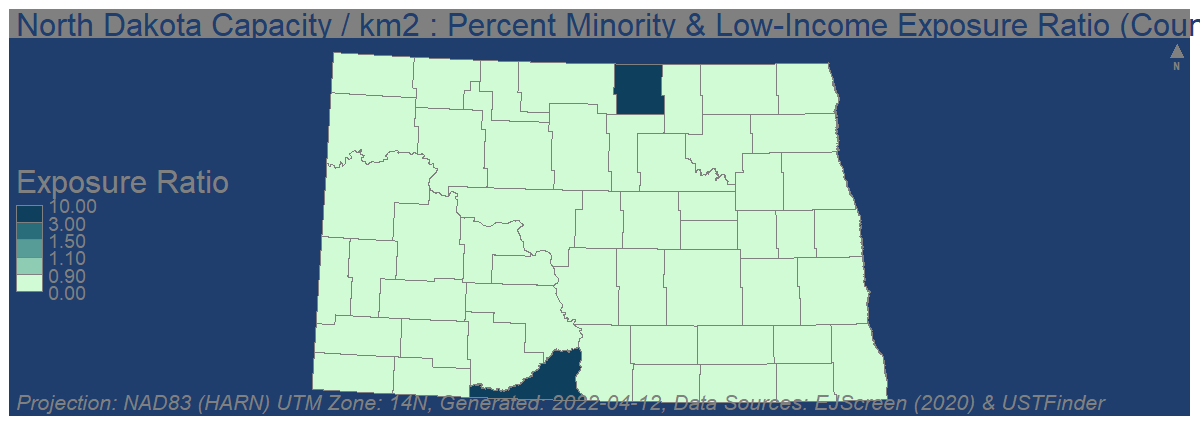 North Dakota Capacity / km2 : Percent Minority & Low-Income Exposure Ratio (Coun
N
Exposure Ratio
10.00
3.00
1.50
1.10
0.90
0.00
Projection: NAD83 (HARN) UTM Zone: 14N, Generated: 2022-04-12, Data Sources: EJScreen (2020) & USTFinder